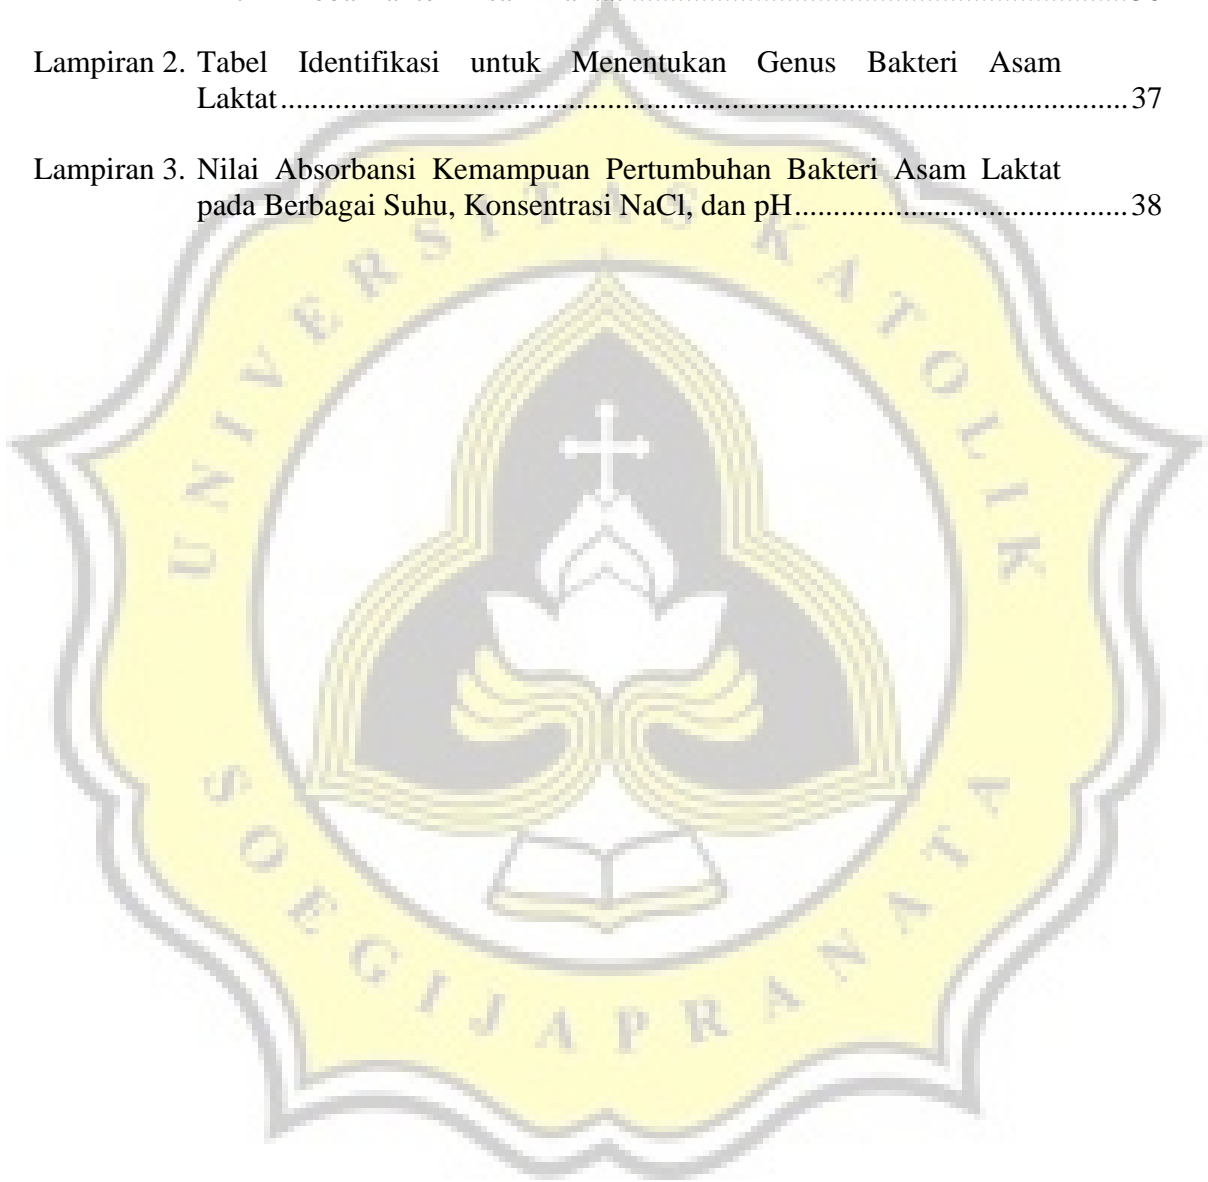 Lampiran 2. Tabel Identifikasi untuk Menentukan Genus Bakteri Asam
Laktat............................................................................................................. 37
Lampiran 3. Nilai Absorbansi Kemampuan Pertumbuhan Bakteri Asam Laktat
pada Berbagai Suhu, Konsentrasi NaCl, dan pH........................................... 38
UNIVERSITAS KATOLIK
SOEGIJAPRANATA